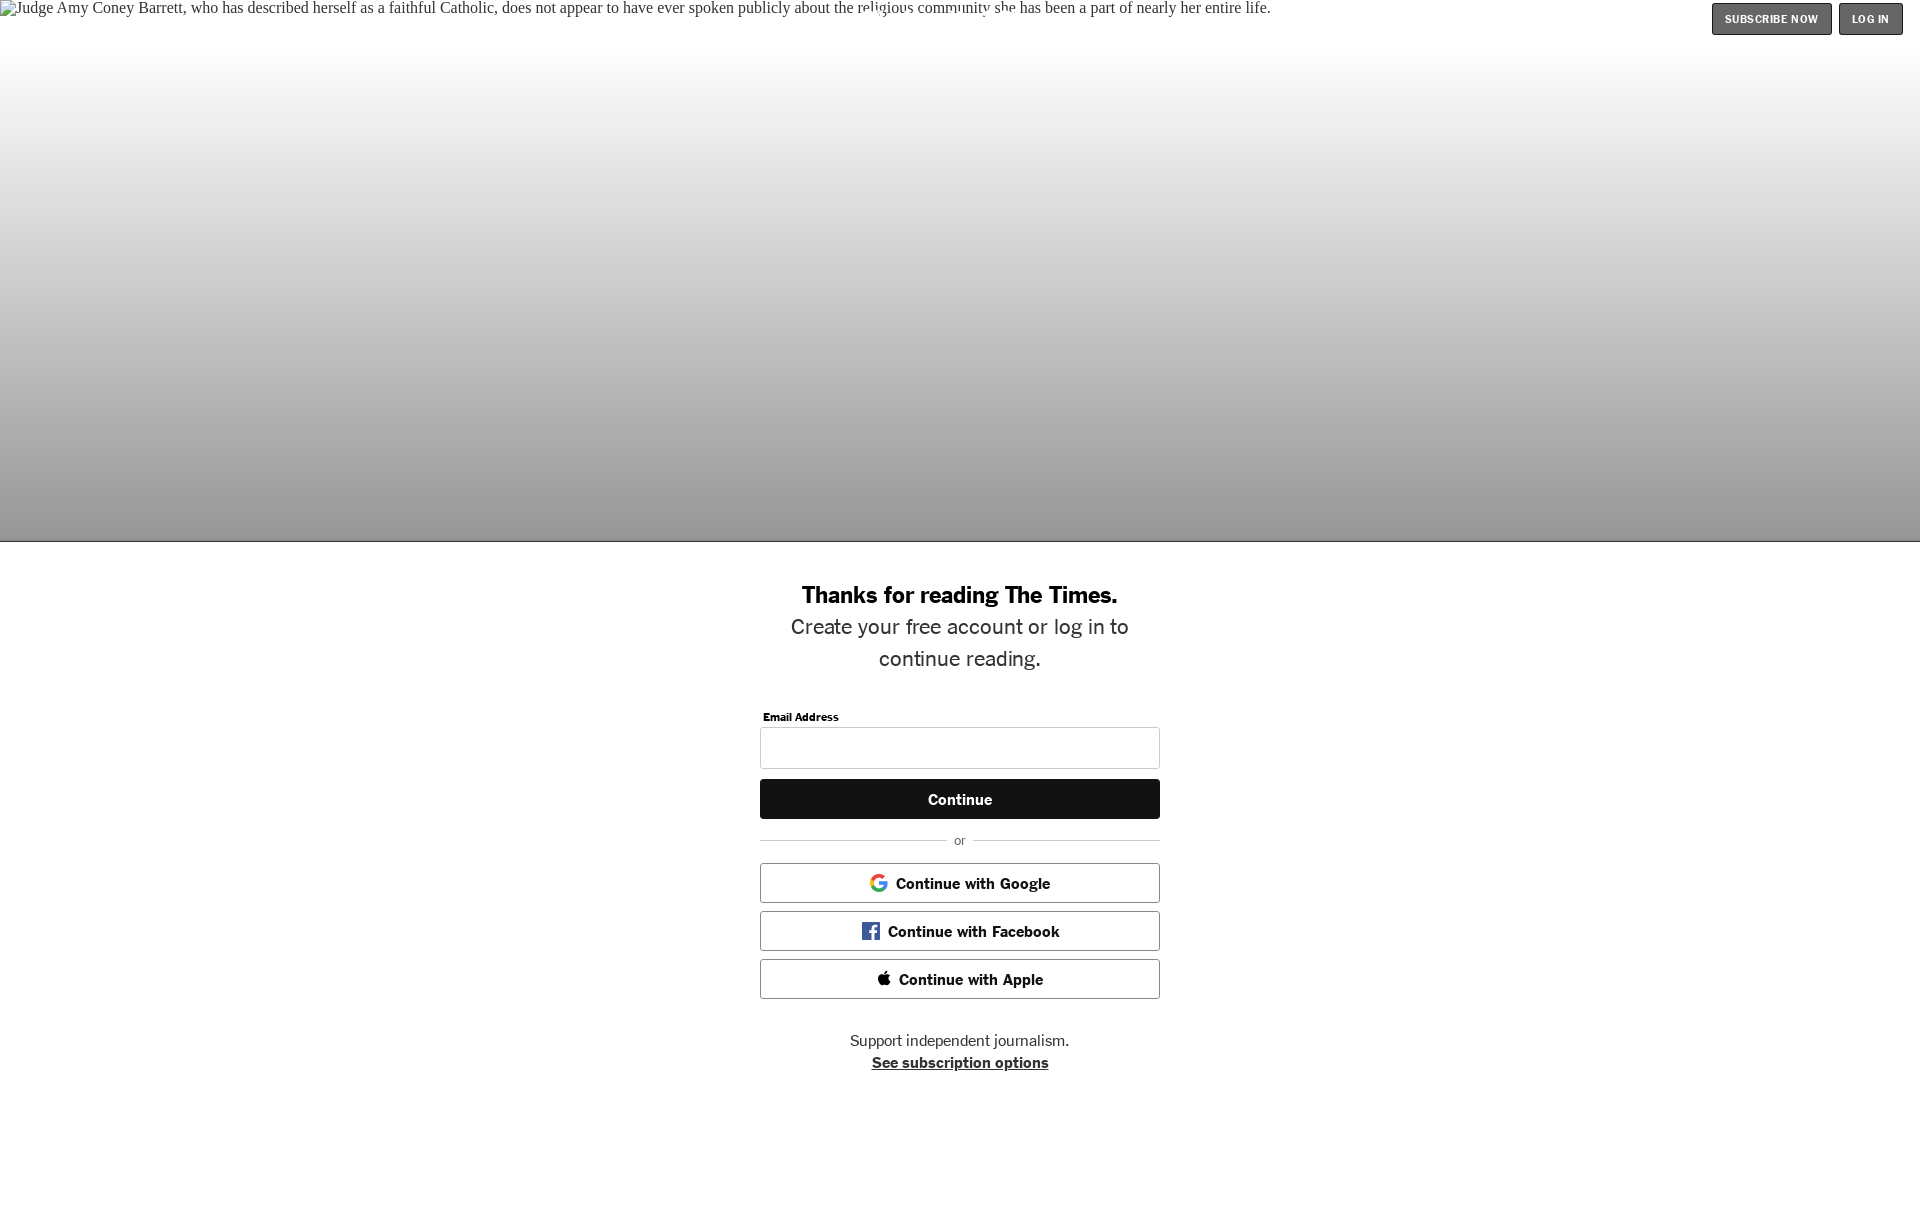 Judge Amy Coney Barrett, who has described herself as a faithful Catholic, does not appear to have ever spoken publicly about the religious community she has been a part of nearly her entire life.
SUBSCRIBE NOW
LOG IN
Thanks for reading The Times.
Create your free account or log in to
continue reading.
Email Address
Continue
or
Continue with Google
Continue with Facebook
Continue with Apple
Support independent journalism.
See subscription options